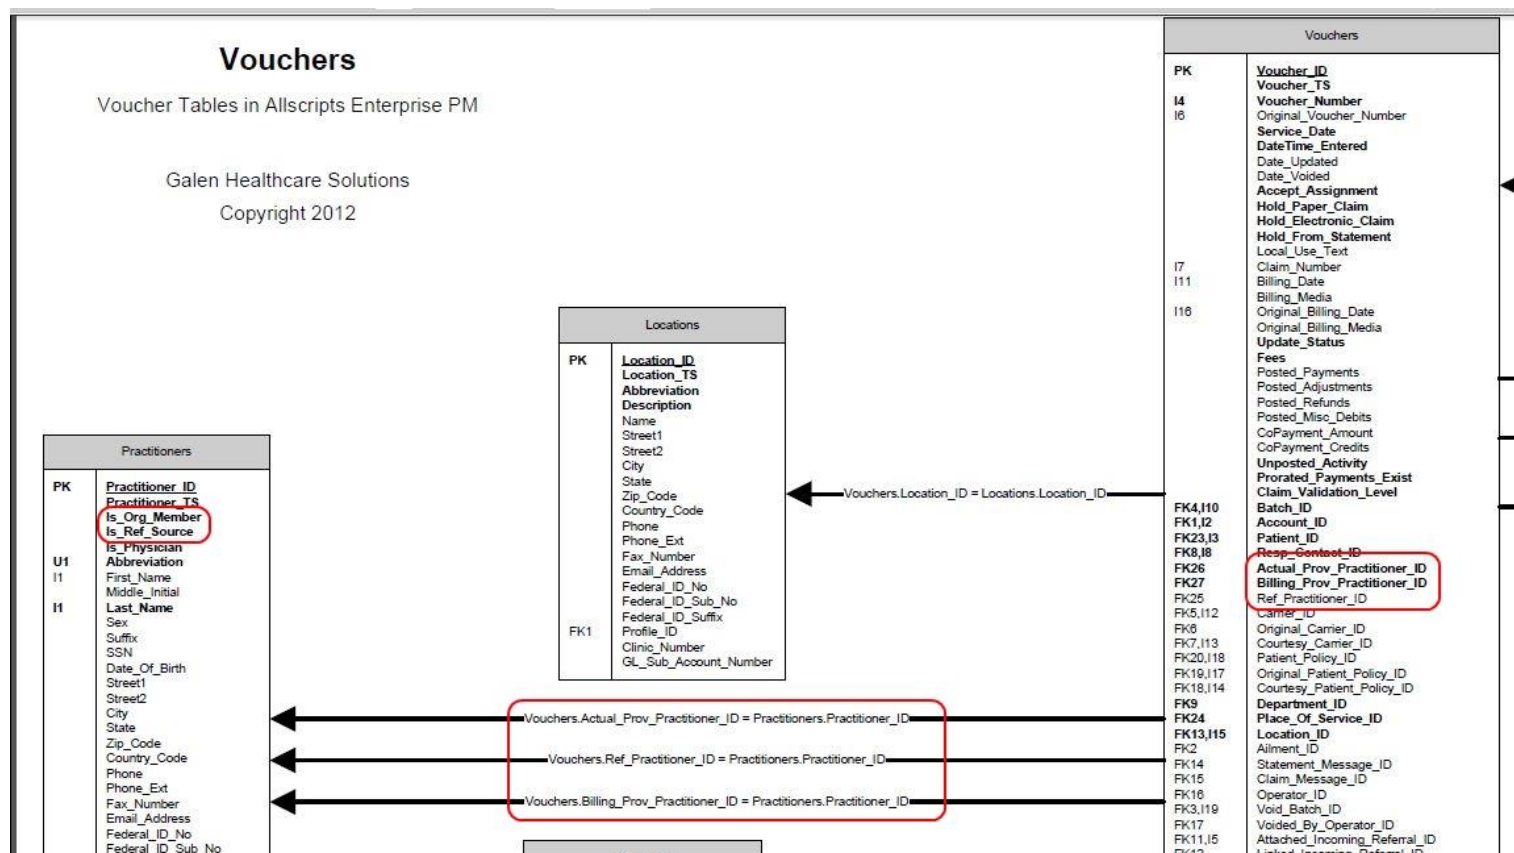 Vouchers
Voucher Tables in Allscripts Enterprise PM
Galen Healthcare Solutions
Copyright 2012
Vouchers
PK Voucher_ID
Voucher_TS
I4 Voucher_Number
I6 Original_Voucher_Number
Service_Date
DateTime_Entered
Date_Updated
Date_Voided
Accept_Assignment
Hold_Paper_Claim
Hold_Electronic_Claim
Hold_From_Statement
Local_Use_Text
I7 Claim_Number
I11 Billing_Date
Billing_Media
I16 Original_Billing_Date
Original_Billing_Media
Update_Status
Fees
Posted_Payments
Posted_Adjustments
Posted_Refunds
Posted_Misc_Debits
CoPayment_Amount
CoPayment_Credits
Unposted_Activity
Prorated_Payments_Exist
Claim_Validation_Level
FK4,I10 Batch_ID
FK1,I2 Account_ID
FK23,I3 Patient_ID
FK8,I8 Resp_Contact_ID
FK26 Actual_Prov_Practitioner_ID
FK27 Billing_Prov_Practitioner_ID
FK25 Ref_Practitioner_ID
FK5,I12 Carrier_ID
FK6 Original_Carrier_ID
FK7,I13 Courtesy_Carrier_ID
FK20,I18 Patient_Policy_ID
FK19,I17 Original_Patient_Policy_ID
FK18,I14 Courtesy_Patient_Policy_ID
FK9 Department_ID
FK24 Place_Of_Service_ID
FK13,I15 Location_ID
FK2 Ailment_ID
FK14 Statement_Message_ID
FK15 Claim_Message_ID
FK16 Operator_ID
FK3,I19 Void_Batch_ID
FK17 Voided_By_Operator_ID
FK11,I5 Attached_Incoming_Referral_ID
Locations
PK Location_ID
Location_TS
Abbreviation
Description
Name
Street1
Street2
City
State
Zip_Code
Country_Code
Phone
Phone_Ext
Fax_Number
Email_Address
Federal_ID_No
Federal_ID_Sub_No
Federal_ID_Suffix
FK1 Profile_ID
Clinic_Number
GL_Sub_Account_Number
Vouchers.Location_ID = Locations.Location_ID
Practitioners
PK Practitioner_ID
Practitioner_TS
Is_Org_Member
Is_Ref_Source
Is_Physician
U1 Abbreviation
I1 First_Name
Middle_Initial
I1 Last_Name
Sex
Suffix
SSN
Date_Of_Birth
Street1
Street2
City
State
Zip_Code
Country_Code
Phone
Phone_Ext
Fax_Number
Email_Address
Federal_ID_No
Federal_ID_Sub_No
Vouchers.Actual_Prov_Practitioner_ID = Practitioners.Practitioner_ID
Vouchers.Ref_Practitioner_ID = Practitioners.Practitioner_ID
Vouchers.Billing_Prov_Practitioner_ID = Practitioners.Practitioner_ID